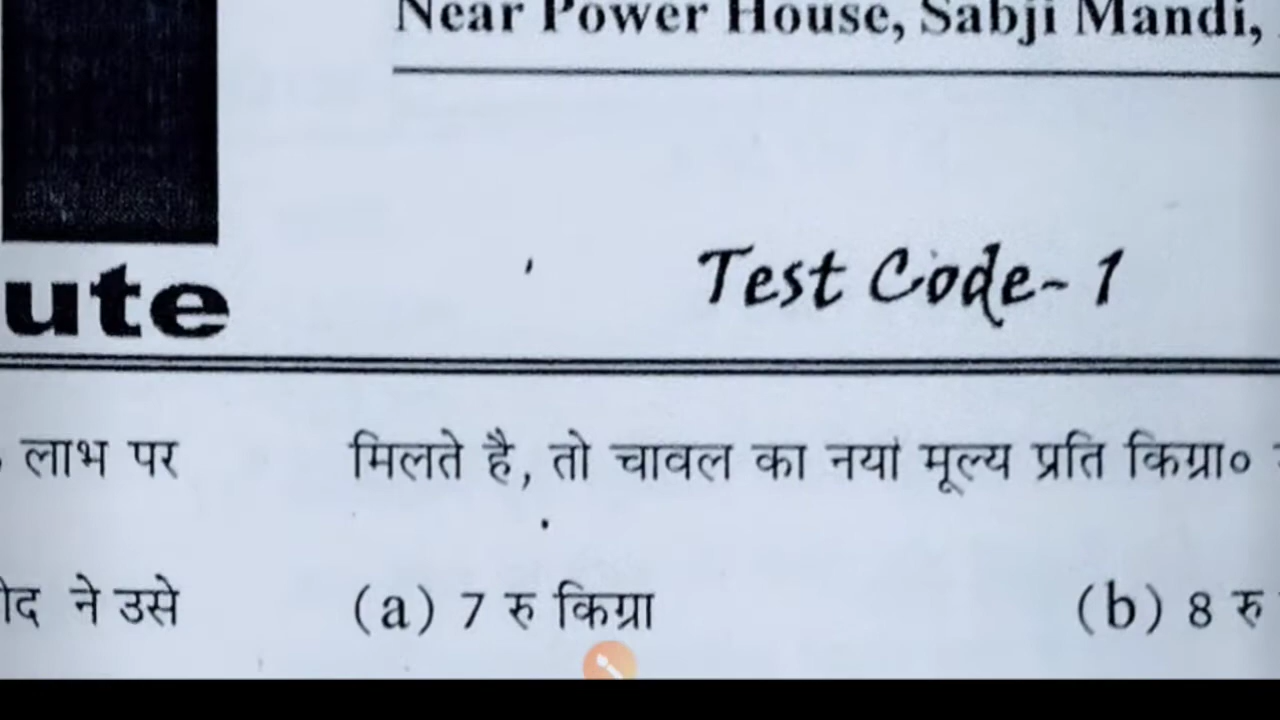 Near Power House, Sabji Mandi,
Test Code- 1
ute
लाभ पर
मिलते है, तो चावल का नया मूल्य प्रति किग्रा०
ने उसे
(a) 7 रु किग्रा
(b) 8 रु